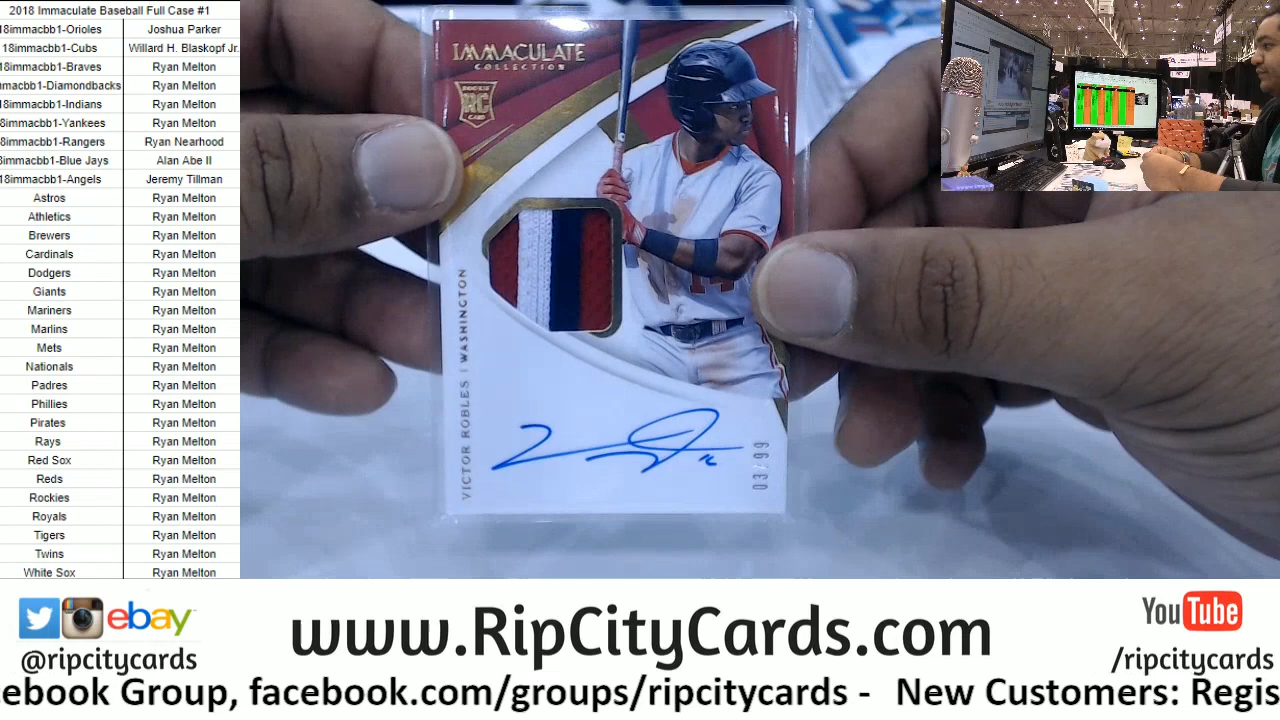 2018 Immaculate Baseball Full Case #1
18immacbb1-Orioles Joshua Parker
18immacbb1-Cubs Willard H. Blaskopf Jr.
18immacbb1-Braves Ryan Melton
macbb1-Diamondbacks Ryan Melton
18immacbb1-Indians Ryan Melton
18immacbb1-Yankees Ryan Melton
18immacbb1-Rangers Ryan Nearhood
8immacbb1-Blue Jays Alan Abe II
18immacbb1-Angels Jeremy Tillman
Astros Ryan Melton
Athletics Ryan Melton
Brewers Ryan Melton
Cardinals Ryan Melton
Dodgers Ryan Melton
Giants Ryan Melton
Mariners Ryan Melton
Marlins Ryan Melton
Mets Ryan Melton
Nationals Ryan Melton
Padres Ryan Melton
Phillies Ryan Melton
Pirates Ryan Melton
Rays Ryan Melton
Red Sox Ryan Melton
Reds Ryan Melton
Rockies Ryan Melton
Royals Ryan Melton
Tigers Ryan Melton
Twins Ryan Melton
White Sox Ryan Melton
IMMACULATE
COLLECTION
ROOKIE
RC
CARD
14
VICTOR ROBLES | WASHINGTON
03/99
ebay
@ripcitycards
www.RipCityCards.com
YouTube
/ripcitycards
ebook Group, facebook.com/groups/ripcitycards - New Customers: Regis